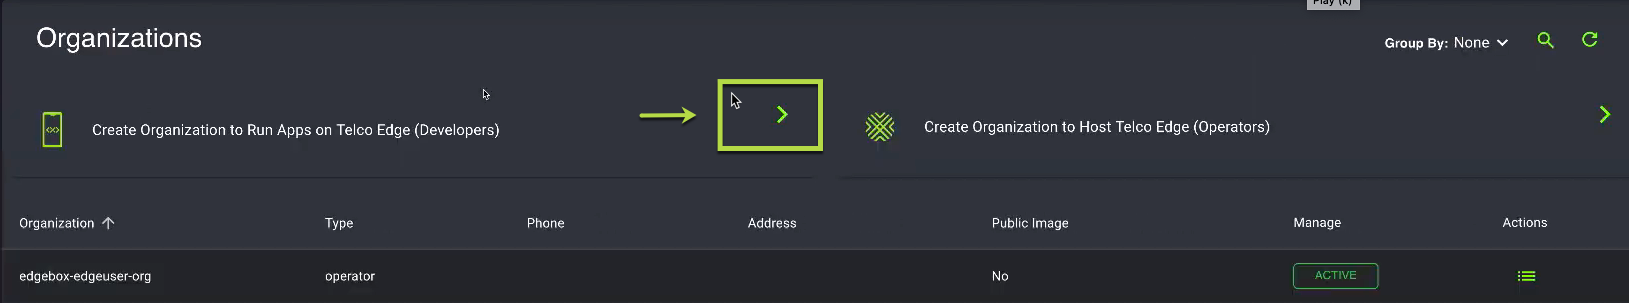 Play (k)
Organizations
Group By: None
Create Organization to Run Apps on Telco Edge (Developers)
Create Organization to Host Telco Edge (Operators)
Organization Type Phone Address Public Image Manage Actions
edgebox-edgeuser-org operator No ACTIVE